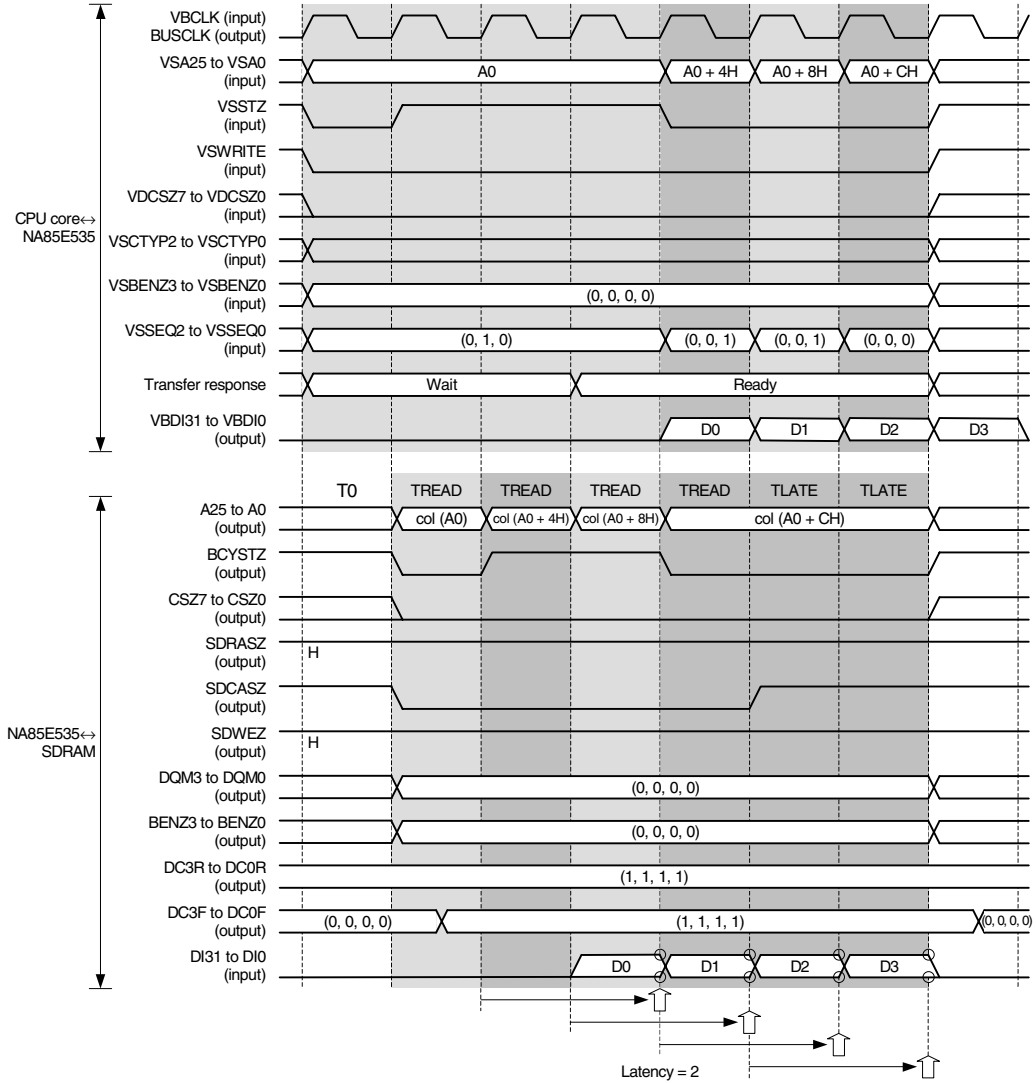 VBCLK (input)
BUSCLK (output)
VSA25 to VSA0
(input)
A0
A0 + 4H
A0 + 8H
A0 + CH
VSSTZ
(input)
VSWRITE
(input)
VDCSZ7 to VDCSZ0
(input)
CPU core↔
NA85E535
VSCTYP2 to VSCTYP0
(input)
VSBENZ3 to VSBENZ0
(input)
(0, 0, 0, 0)
VSSEQ2 to VSSEQ0
(input)
(0, 1, 0)
(0, 0, 1)
(0, 0, 1)
(0, 0, 0)
Transfer response
Wait
Ready
VBDI31 to VBDI0
(output)
D0
D1
D2
D3
T0
TREAD
TREAD
TREAD
TREAD
TLATE
TLATE
A25 to A0
(output)
col (A0)
col (A0 + 4H)
col (A0 + 8H)
col (A0 + CH)
BCYSTZ
(output)
CSZ7 to CSZ0
(output)
SDRASZ
(output)
H
SDCASZ
(output)
NA85E535↔
SDRAM
SDWEZ
(output)
H
DQM3 to DQM0
(output)
(0, 0, 0, 0)
BENZ3 to BENZ0
(output)
(0, 0, 0, 0)
DC3R to DC0R
(output)
(1, 1, 1, 1)
DC3F to DC0F
(output)
(0, 0, 0, 0)
(1, 1, 1, 1)
(0, 0, 0, 0)
DI31 to DI0
(input)
D0
D1
D2
D3
Latency = 2